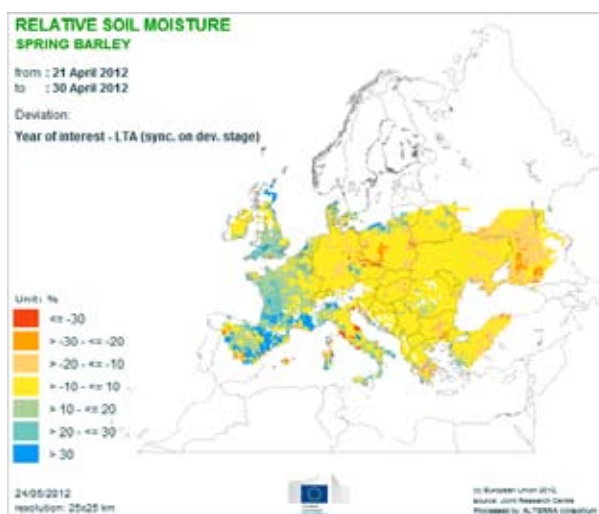 RELATIVE SOIL MOISTURE
SPRING BARLEY
from : 21 April 2012
to : 30 April 2012
Deviation:
Year of interest - LTA (sync. on dev. stage)
Unit: %
<= -30
> -30 - <= -20
> -20 - <= -10
> -10 - <= 10
> 10 - <= 20
> 20 - <= 30
> 30
24/05/2012
resolution: 25x25 km
(c) European Union 2012
Source: Joint Research Centre
Processed by ALTERRA consortium